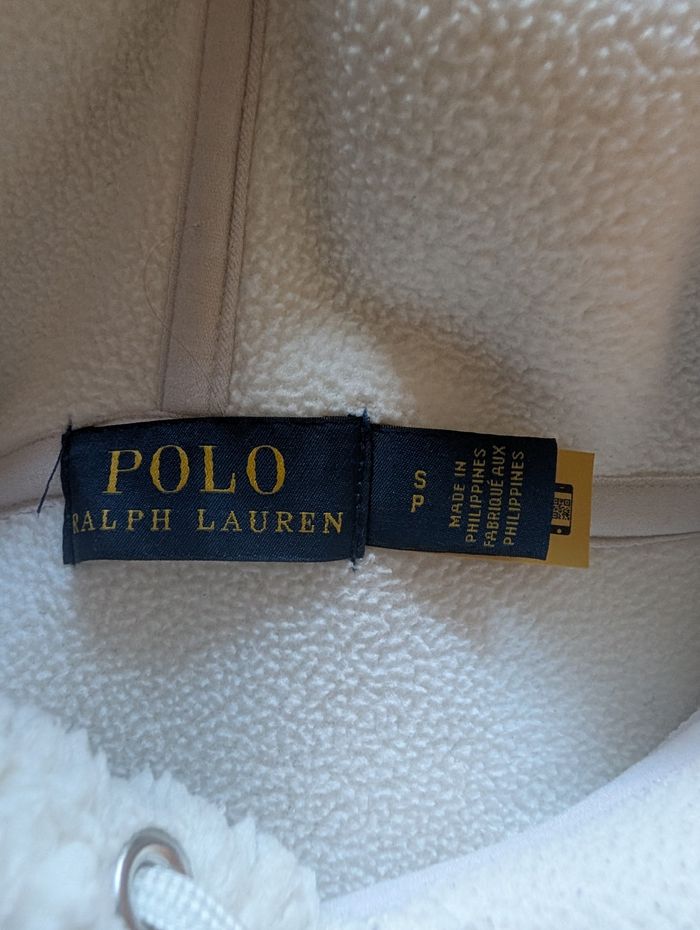 POLO
RALPH LAUREN
S
P
MADE IN
PHILIPPINES
FABRIQUÉ AUX
PHILIPPINES